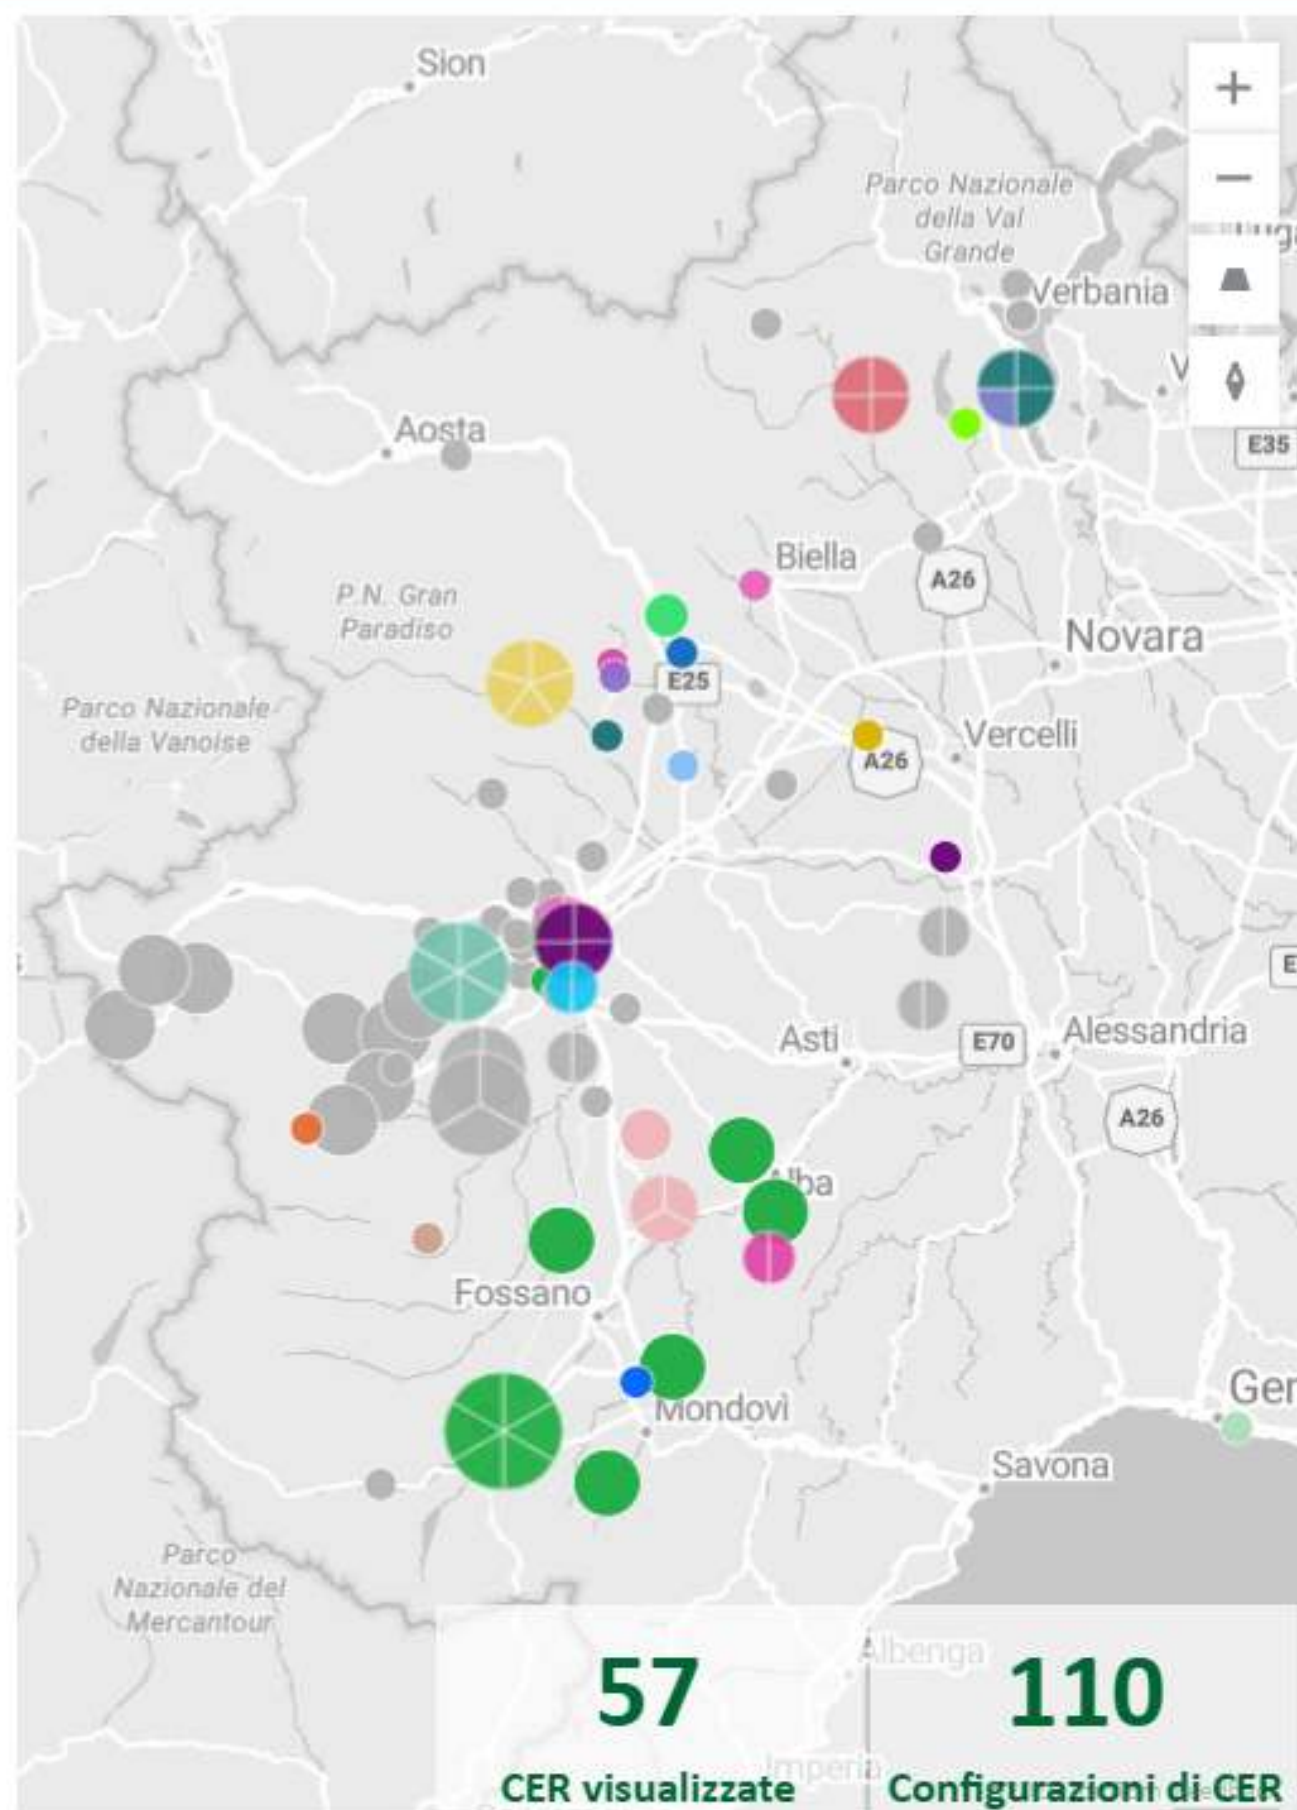 Sion
+
Parco Nazionale
della Val
Grande
−
Verbania
Aosta
E35
Biella
A26
P.N. Gran
Paradiso
Novara
E25
Parco Nazionale
della Vanoise
Vercelli
A26
Asti
E70
Alessandria
A26
Fossano
Mondovì
Savona
Parco
Nazionale del
Mercantour
Albenga
57
110
Imperia
CER visualizzate
Configurazioni di CER